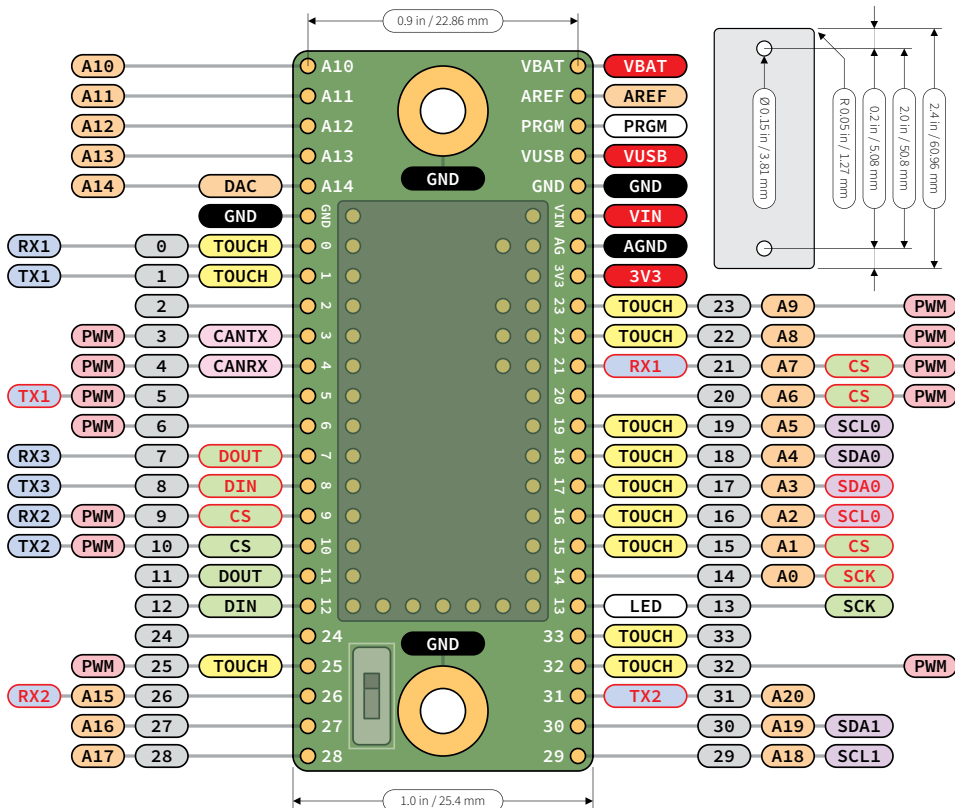 0.9 in / 22.86 mm
A10 A10 VBAT VBAT
A11 A11 AREF AREF
A12 A12 PRGM PRGM
A13 A13 VUSB VUSB
A14 DAC A14 GND GND GND
GND GND VIN VIN
RX1 0 TOUCH 0 AG AGND
TX1 1 TOUCH 1 3V3 3V3
2 2 23 TOUCH 23 A9 PWM
PWM 3 CANTX 3 22 TOUCH 22 A8 PWM
PWM 4 CANRX 4 21 RX1 21 A7 CS PWM
TX1 PWM 5 5 20 20 A6 CS PWM
PWM 6 6 19 TOUCH 19 A5 SCL0
RX3 7 DOUT 7 18 TOUCH 18 A4 SDA0
TX3 8 DIN 8 17 TOUCH 17 A3 SDA0
RX2 PWM 9 CS 9 16 TOUCH 16 A2 SCL0
TX2 PWM 10 CS 10 15 TOUCH 15 A1 CS
11 DOUT 11 14 14 A0 SCK
12 DIN 12 13 LED 13 SCK
24 24 GND 33 TOUCH 33
PWM 25 TOUCH 25 32 TOUCH 32 PWM
RX2 A15 26 26 31 TX2 31 A20
A16 27 27 30 30 A19 SDA1
A17 28 28 29 29 A18 SCL1
1.0 in / 25.4 mm
Ø 0.15 in / 3.81 mm
R 0.05 in / 1.27 mm
0.2 in / 5.08 mm
2.0 in / 50.8 mm
2.4 in / 60.96 mm